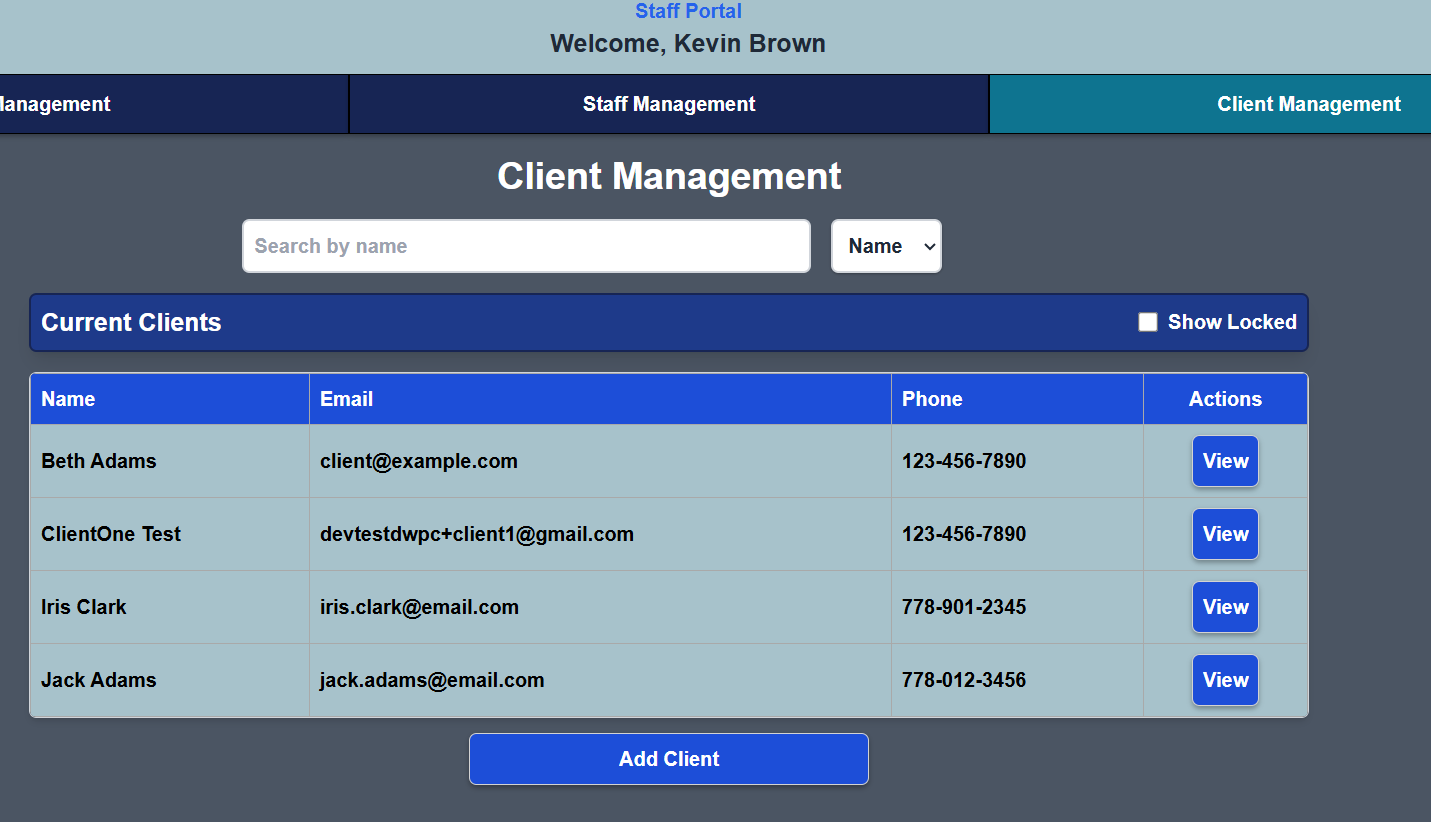 Staff Portal
Welcome, Kevin Brown
Management Staff Management Client Management
Client Management
Search by name Name
Current Clients Show Locked
Name Email Phone Actions
Beth Adams client@example.com 123-456-7890 View
ClientOne Test devtestdwpc+client1@gmail.com 123-456-7890 View
Iris Clark iris.clark@email.com 778-901-2345 View
Jack Adams jack.adams@email.com 778-012-3456 View
Add Client